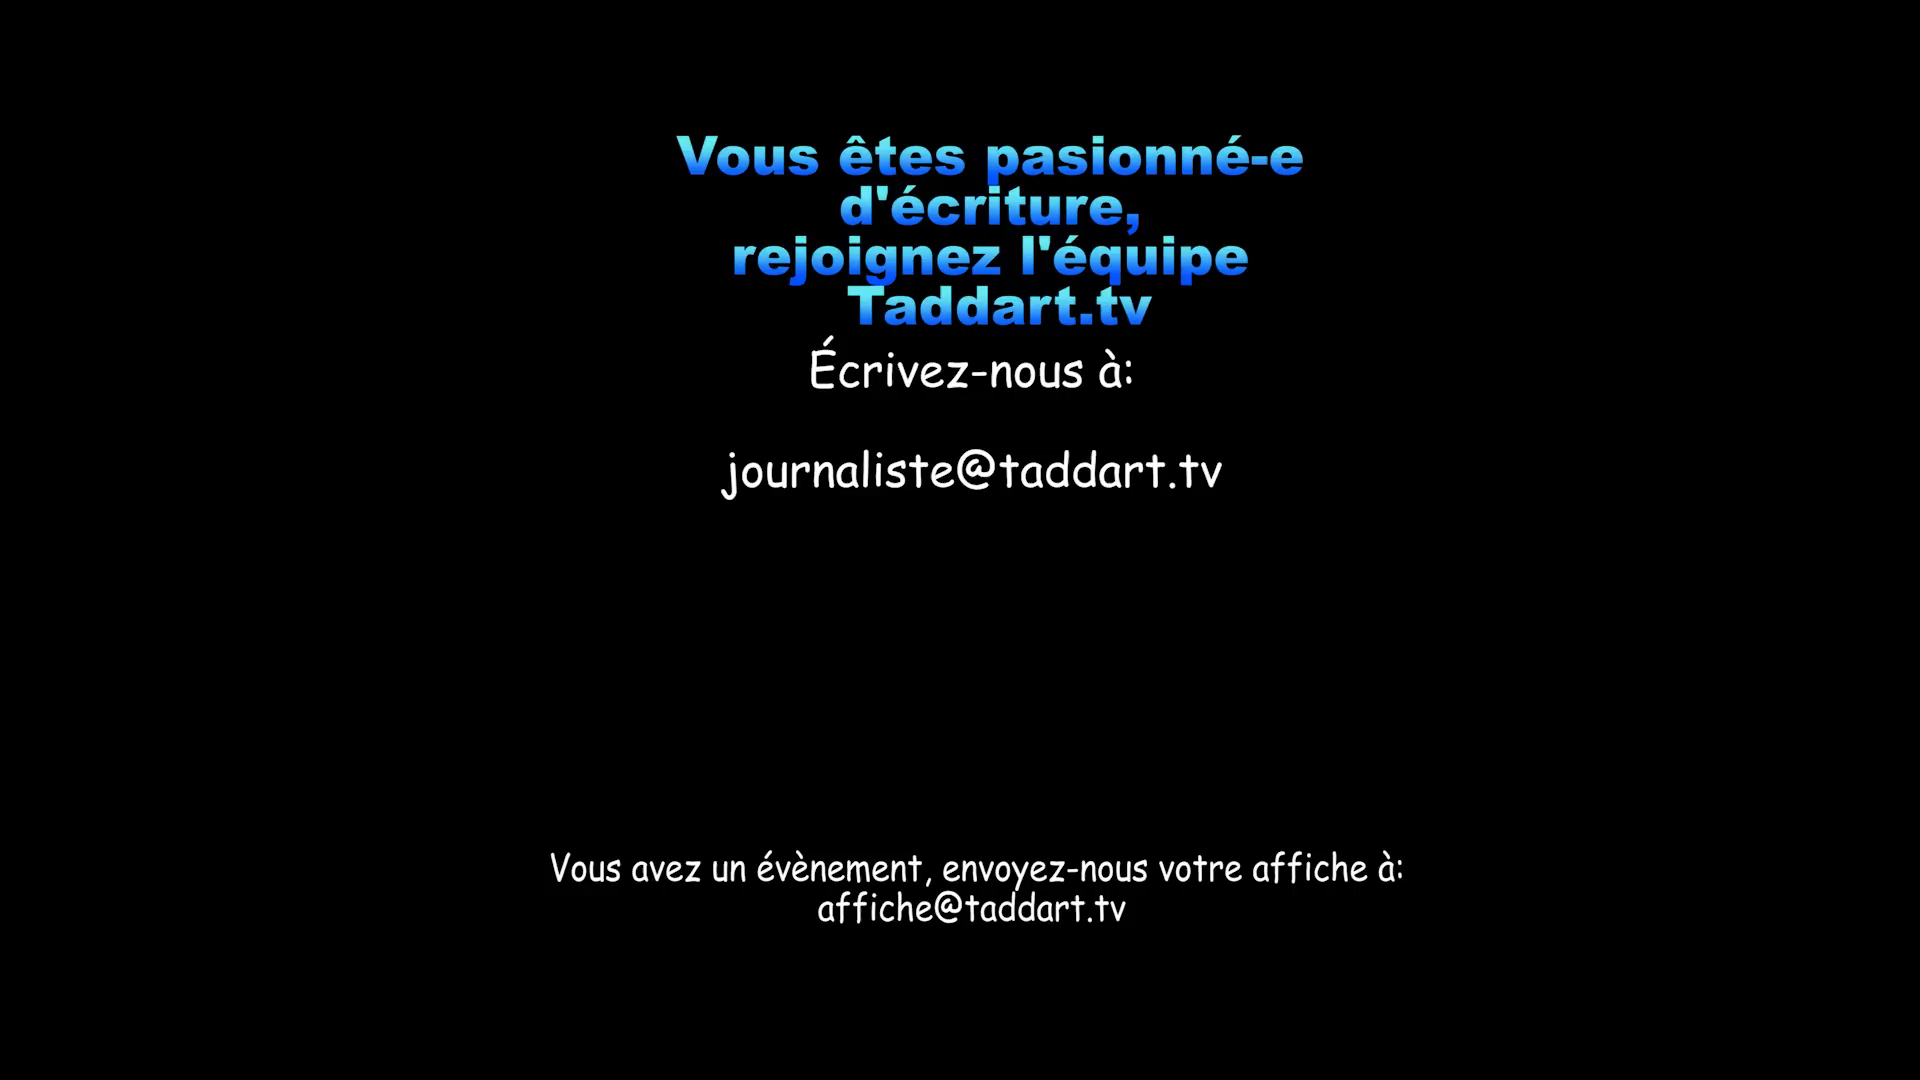 Vous êtes pasionné-e
d'écriture,
rejoignez l'équipe
Taddart.tv
Écrivez-nous à:
journaliste@taddart.tv
Vous avez un évènement, envoyez-nous votre affiche à:
affiche@taddart.tv